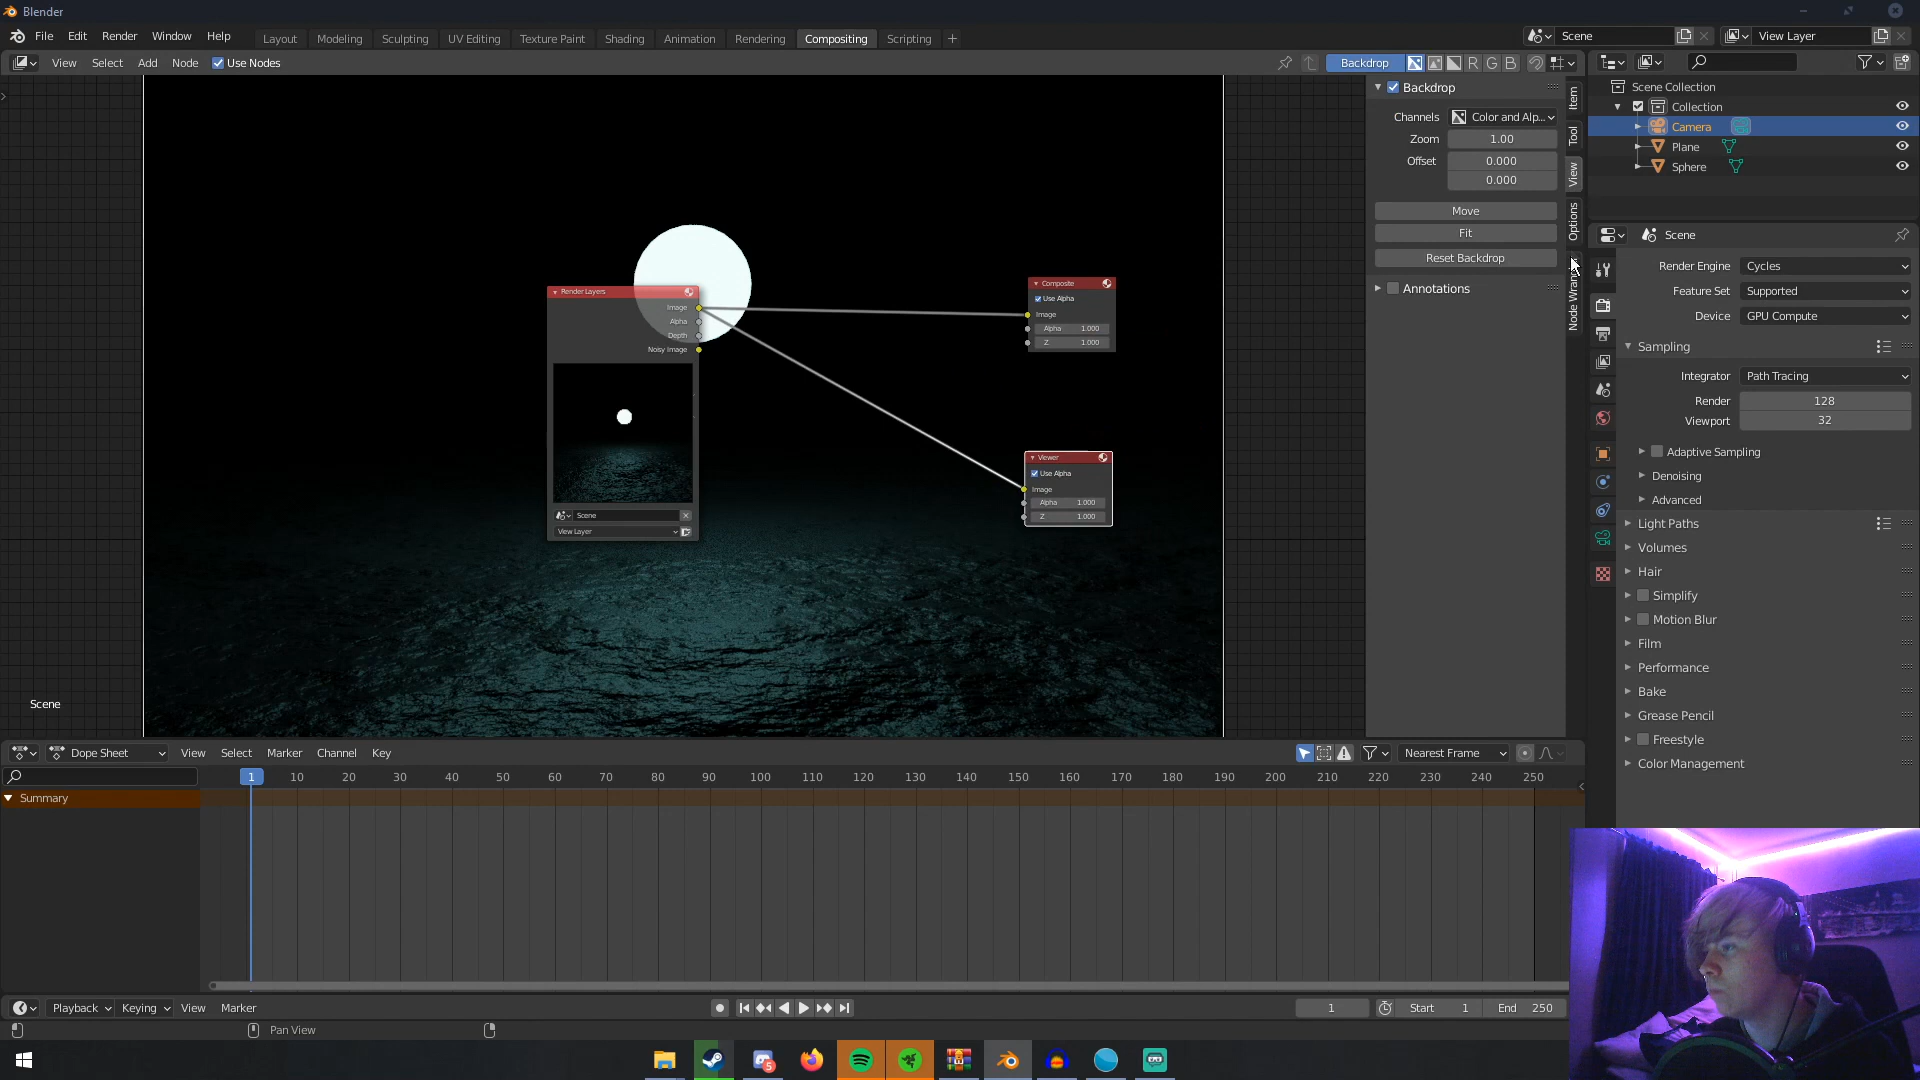 Blender
File Edit Render Window Help
Layout Modeling Sculpting UV Editing Texture Paint Shading Animation Rendering Compositing Scripting +
Scene
View Layer
View Select Add Node Use Nodes
Backdrop R G B
Backdrop
Channels Color and Alp...
Zoom 1.00
Offset 0.000
0.000
Move
Fit
Reset Backdrop
Annotations
Item
Tool
View
Options
Scene Collection
Collection
Camera
Plane
Sphere
Scene
Render Engine Cycles
Feature Set Supported
Device GPU Compute
Sampling
Integrator Path Tracing
Render 128
Viewport 32
Adaptive Sampling
Denoising
Advanced
Light Paths
Volumes
Hair
Simplify
Motion Blur
Film
Performance
Bake
Grease Pencil
Freestyle
Color Management
Render Layers
Image
Alpha
Depth
Noisy Image
Scene
View Layer
Composite
Use Alpha
Image
Alpha 1.000
Z 1.000
Viewer
Use Alpha
Image
Alpha 1.000
Z 1.000
Scene
Dope Sheet View Select Marker Channel Key
Nearest Frame
1 10 20 30 40 50 60 70 80 90 100 110 120 130 140 150 160 170 180 190 200 210 220 230 240 250
Summary
Playback Keying View Marker
1 Start 1 End 250
Pan View
5